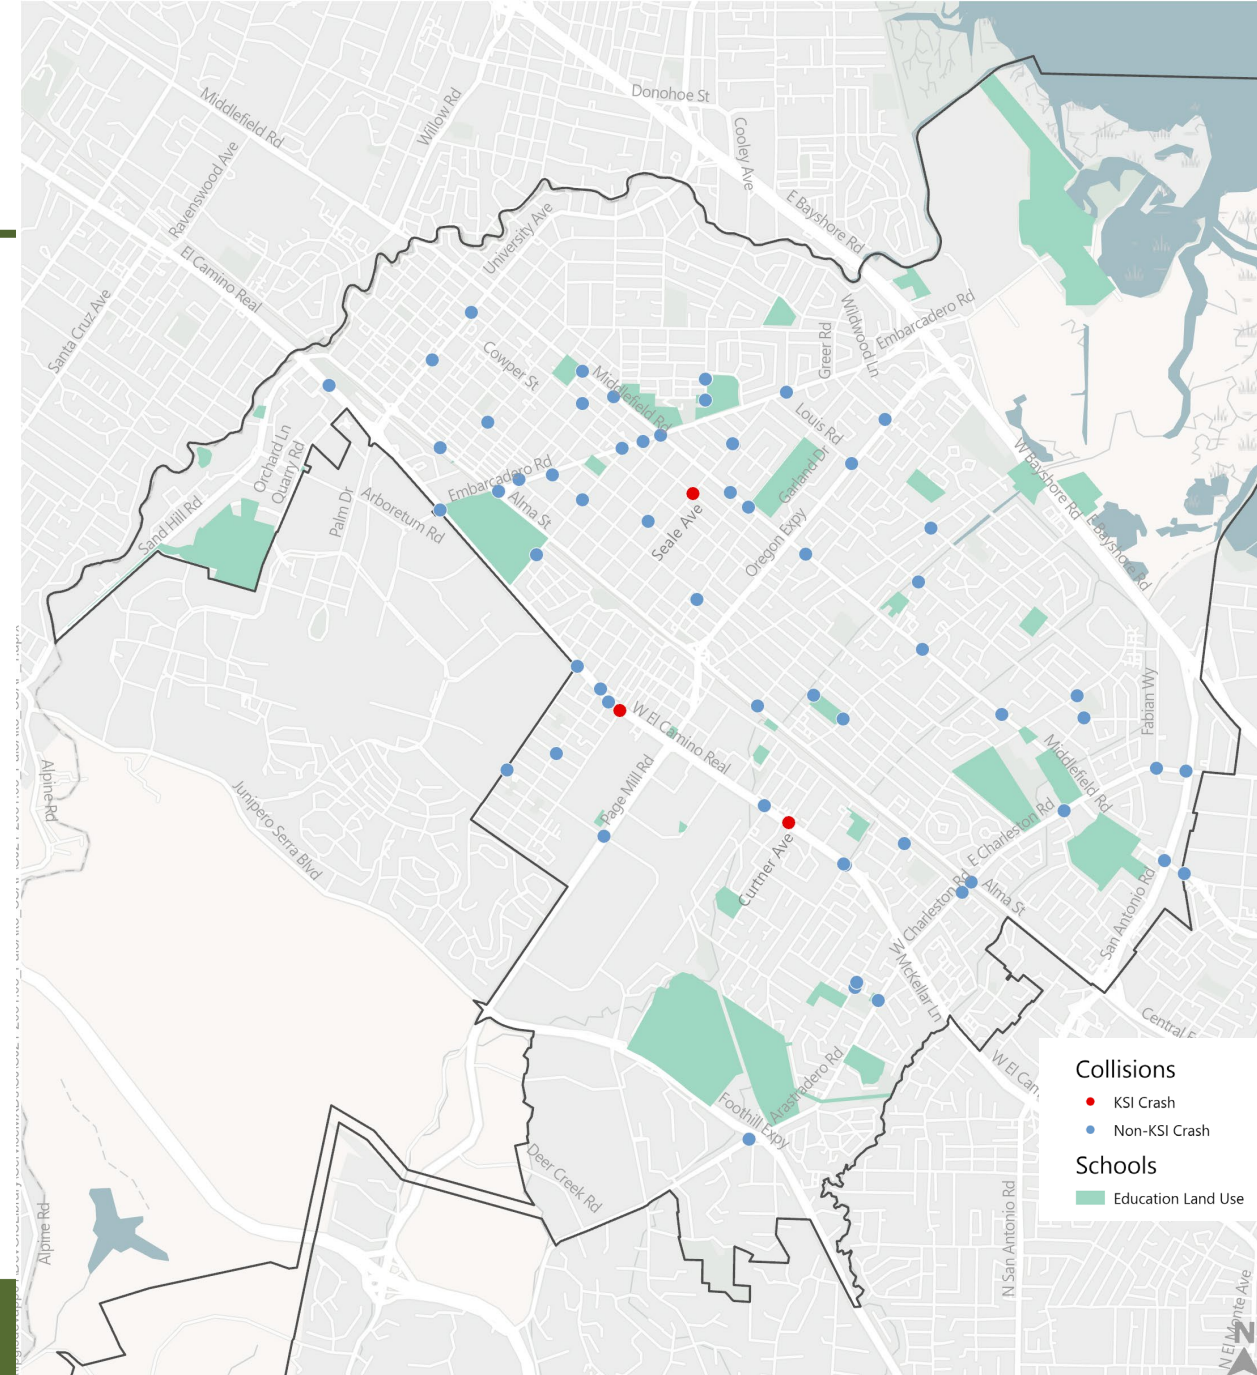 Donohoe St
Middlefield Rd
Willow Rd
Cooley Ave
Ravenswood Ave
E Bayshore Rd
University Ave
El Camino Real
Santa Cruz Ave
Wildwood Ln
Embarcadero Rd
Greer Rd
Cowper St
Middlefield Rd
Louis Rd
Orchard Ln
Quarry Rd
Garland Dr
W Bayshore Rd
Embarcadero Rd
Palm Dr
Arboretum Rd
Alma St
Sand Hill Rd
Seale Ave
Oregon Expy
E Bayshore Rd
Fabian Wy
W El Camino Real
Alpine Rd
Page Mill Rd
Middlefield Rd
Junipero Serra Blvd
E Charleston Rd
Curtner Ave
W Charleston Rd
Alma St
San Antonio Rd
McKellar Ln
Central E
W El Cam
Arastradero Rd
Foothill Expy
Deer Creek Rd
Alpine Rd
N San Antonio Rd
N El Monte Ave
Collisions
KSI Crash
Non-KSI Crash
Schools
Education Land Use
N